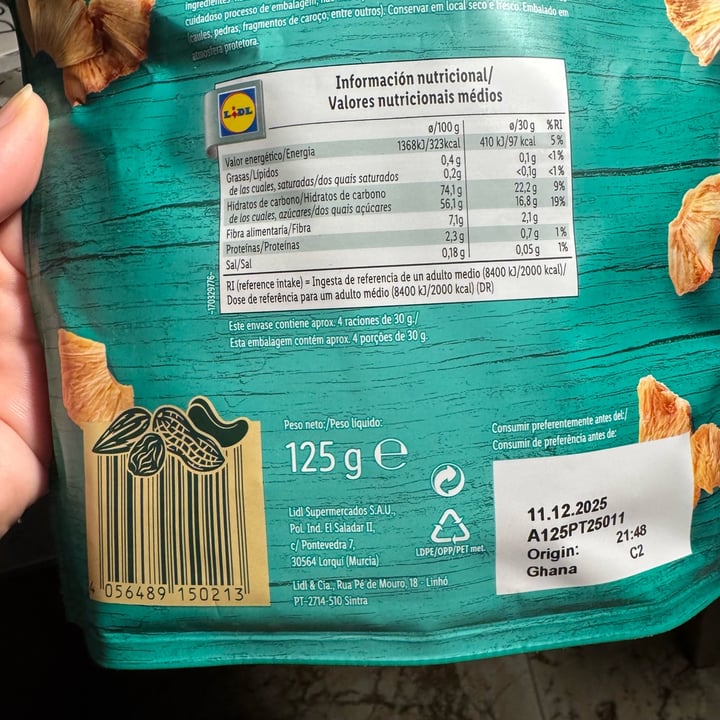 cuidadoso processo de embalagem,
(caules, pedras, fragmentos de caroço, entre outros). Conservar em local seco e fresco. Embalado em
atmosfera protetora.
LIDL
Información nutricional/
Valores nutricionais médios
ø/100 g ø/30 g %RI
Valor energético/Energia 1368kJ/323kcal 410 kJ/97 kcal 5%
Grasas/Lípidos 0,4 g 0,1 g <1%
de las cuales, saturadas/dos quais saturados 0,2g <0,1g <1%
Hidratos de carbono/Hidratos de carbono 74,1 g 22,2 g 9%
de los cuales, azúcares/dos quais açúcares 56,1 g 16,8 g 19%
Fibra alimentaria/Fibra 7,1g 2,1 g
Proteínas/Proteínas 2,3 g 0,7 g 1%
Sal/Sal 0,18 g 0,05 g 1%
RI (reference intake) = Ingesta de referencia de un adulto medio (8400 kJ/2000 kcal)/
Dose de referência para um adulto médio (8400 kJ/2000 kcal) (DR)
-170329776-
Este envase contiene aprox. 4 raciones de 30 g./
Esta embalagem contém aprox. 4 porções de 30 g.
Peso neto:/Peso líquido:
125 g e
Consumir preferentemente antes del:/
Consumir de preferência antes de:
11.12.2025
A125PT25011
21:48
Origin:
C2
Ghana
LDPE/OPP/PET met.
Lidl Supermercados S.A.U.,
Pol. Ind. El Saladar II,
c/ Pontevedra 7,
30564 Lorquí (Murcia)
Lidl & Cia., Rua Pé de Mouro, 18 - Linhó
PT-2714-510 Sintra
4 056489 150213